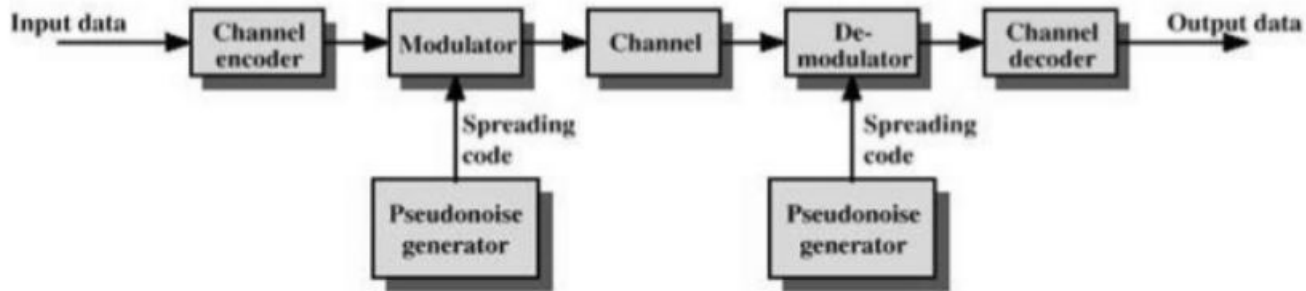 Input data
Channel
encoder
Modulator
Channel
De-
modulator
Channel
decoder
Output data
Spreading
code
Spreading
code
Pseudonoise
generator
Pseudonoise
generator